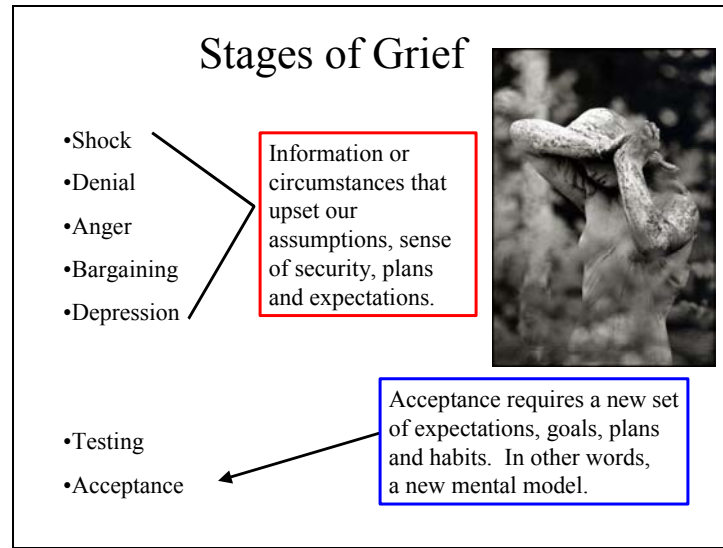 Stages of Grief
•Shock
•Denial
•Anger
•Bargaining
•Depression
Information or
circumstances that
upset our
assumptions, sense
of security, plans
and expectations.
•Testing
•Acceptance
Acceptance requires a new set
of expectations, goals, plans
and habits.  In other words,
a new mental model.